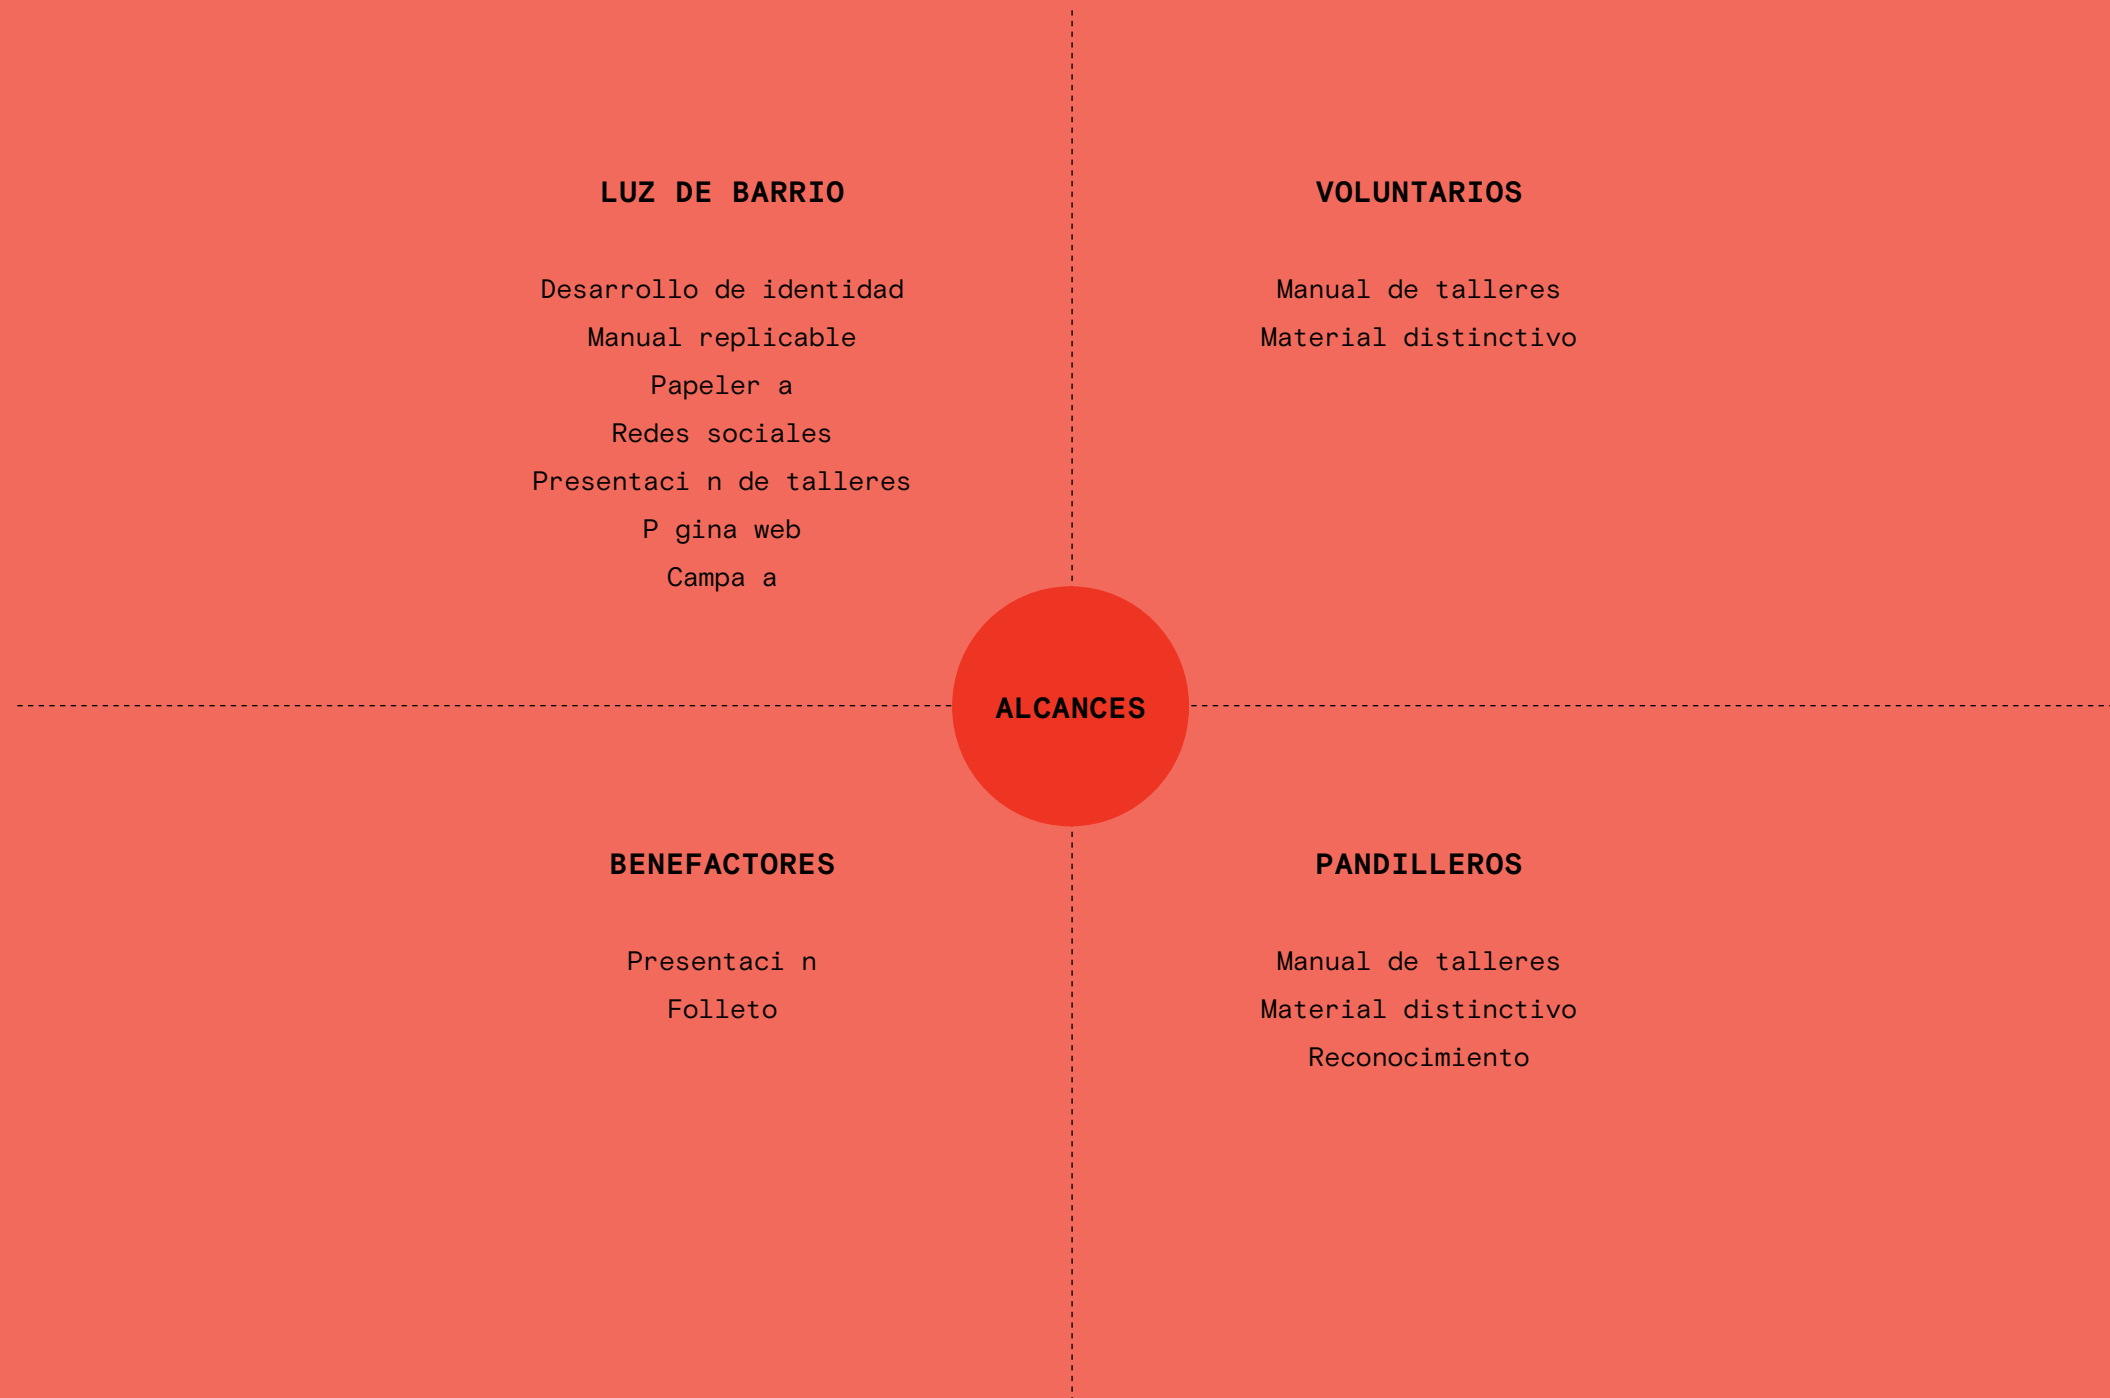 LUZ DE BARRIO
Desarrollo de identidad
Manual replicable
Papeler a
Redes sociales
Presentaci n de talleres
P gina web
Campa a
VOLUNTARIOS
Manual de talleres
Material distinctivo
ALCANCES
BENEFACTORES
Presentaci n
Folleto
PANDILLEROS
Manual de talleres
Material distinctivo
Reconocimiento